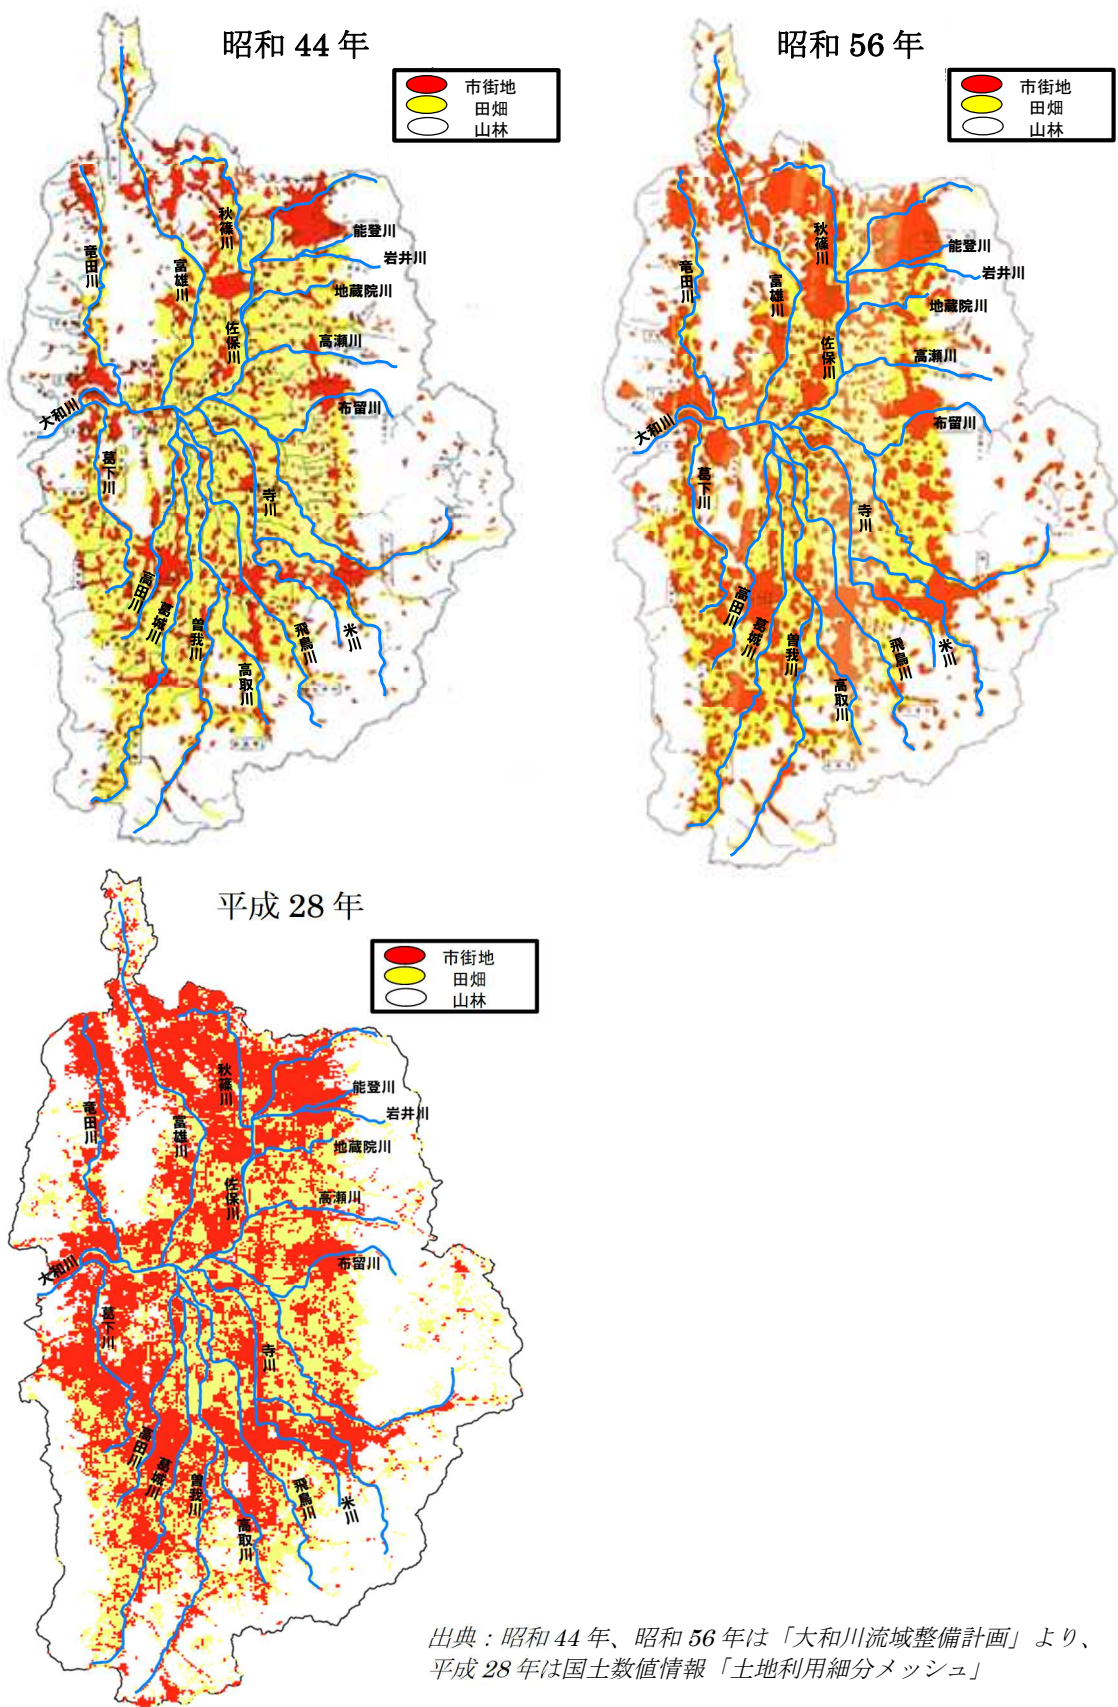 昭和 44 年
市街地
田畑
山林
秋篠川
能登川
岩井川
竜田川
富雄川
地蔵院川
佐保川
高瀬川
大和川
布留川
葛下川
寺川
高田川
葛城川
曽我川
飛鳥川
米川
高取川
昭和 56 年
市街地
田畑
山林
秋篠川
能登川
岩井川
竜田川
富雄川
地蔵院川
佐保川
高瀬川
大和川
布留川
葛下川
寺川
高田川
葛城川
曽我川
飛鳥川
米川
高取川
平成 28 年
市街地
田畑
山林
秋篠川
能登川
岩井川
竜田川
富雄川
地蔵院川
佐保川
高瀬川
大和川
布留川
葛下川
寺川
高田川
葛城川
曽我川
飛鳥川
米川
高取川
出典：昭和 44 年、昭和 56 年は「大和川流域整備計画」より、
平成 28 年は国土数値情報「土地利用細分メッシュ」